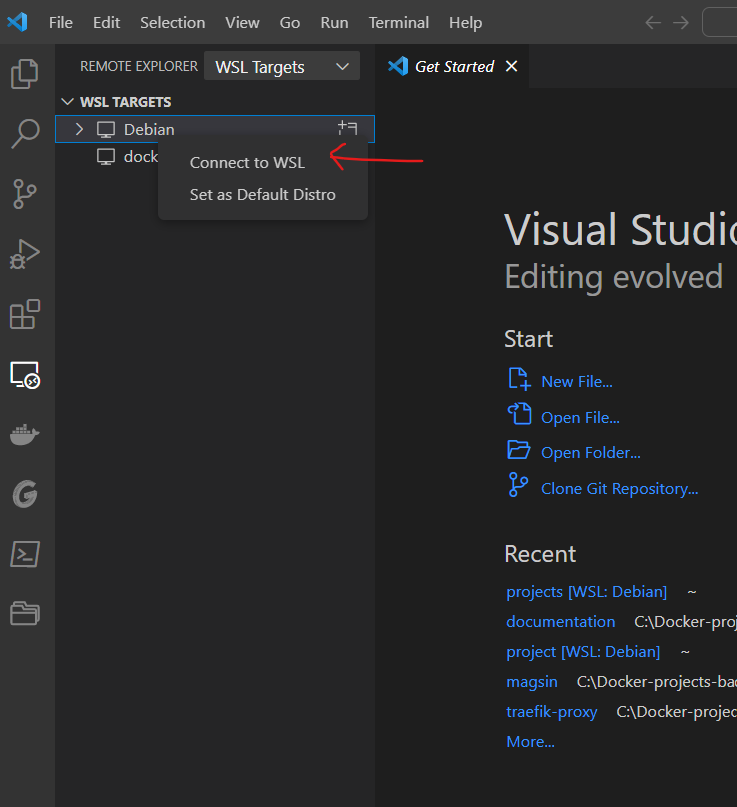 File Edit Selection View Go Run Terminal Help
REMOTE EXPLORER WSL Targets
Get Started
WSL TARGETS
Debian
dock
Connect to WSL
Set as Default Distro
Visual Studio
Editing evolved
Start
New File...
Open File...
Open Folder...
Clone Git Repository...
Recent
projects [WSL: Debian] ~
documentation C:\Docker-proj
project [WSL: Debian] ~
magsin C:\Docker-projects-bac
traefik-proxy C:\Docker-projec
More...